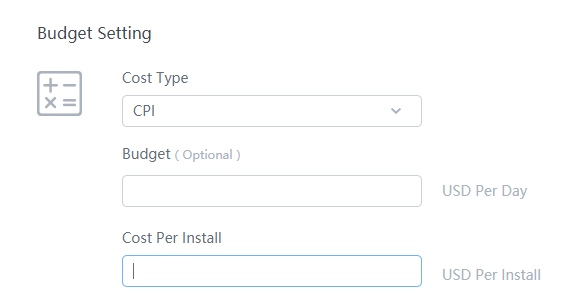 Budget Setting
Cost Type
CPI
Budget ( Optional )
USD Per Day
Cost Per Install
USD Per Install